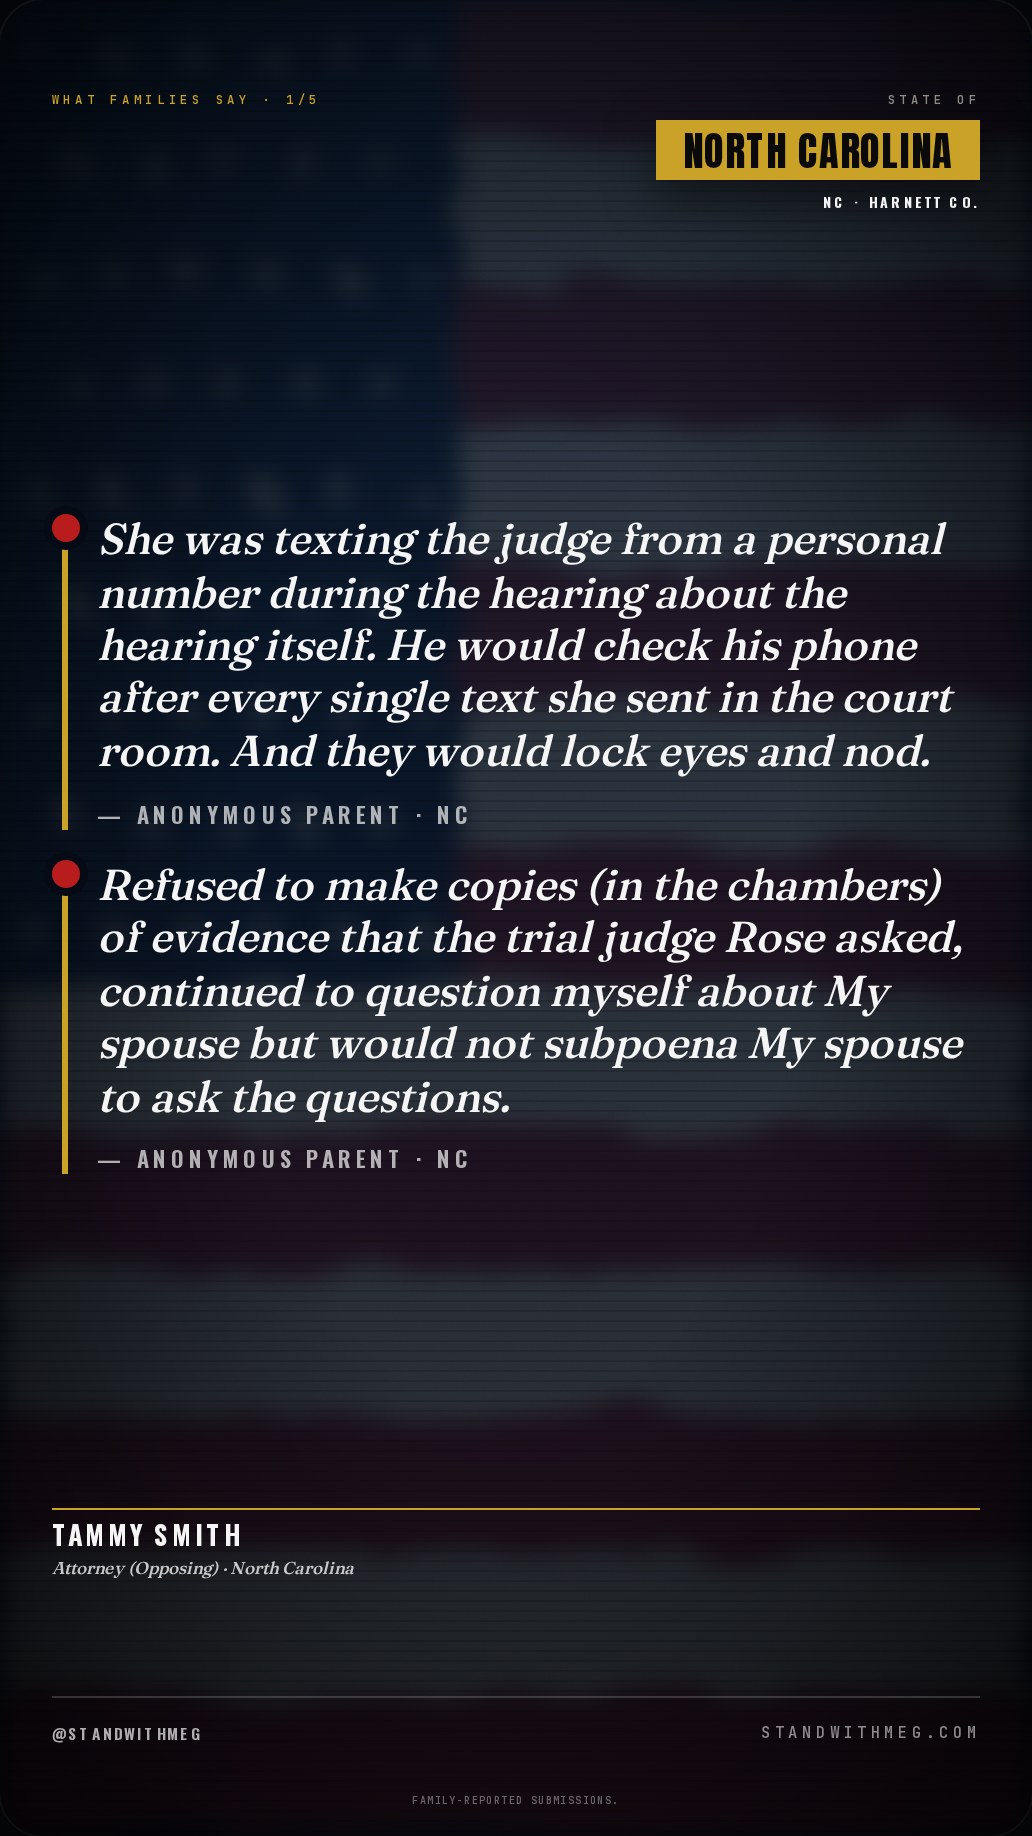 WHAT FAMILIES SAY · 1/5
STATE OF
NORTH CAROLINA
NC · HARNETT CO.
She was texting the judge from a personal
number during the hearing about the
hearing itself. He would check his phone
after every single text she sent in the court
room. And they would lock eyes and nod.
— ANONYMOUS PARENT · NC
Refused to make copies (in the chambers)
of evidence that the trial judge Rose asked,
continued to question myself about My
spouse but would not subpoena My spouse
to ask the questions.
— ANONYMOUS PARENT · NC
TAMMY SMITH
Attorney (Opposing) · North Carolina
@STANDWITHMEG
STANDWITHMEG.COM
FAMILY-REPORTED SUBMISSIONS.